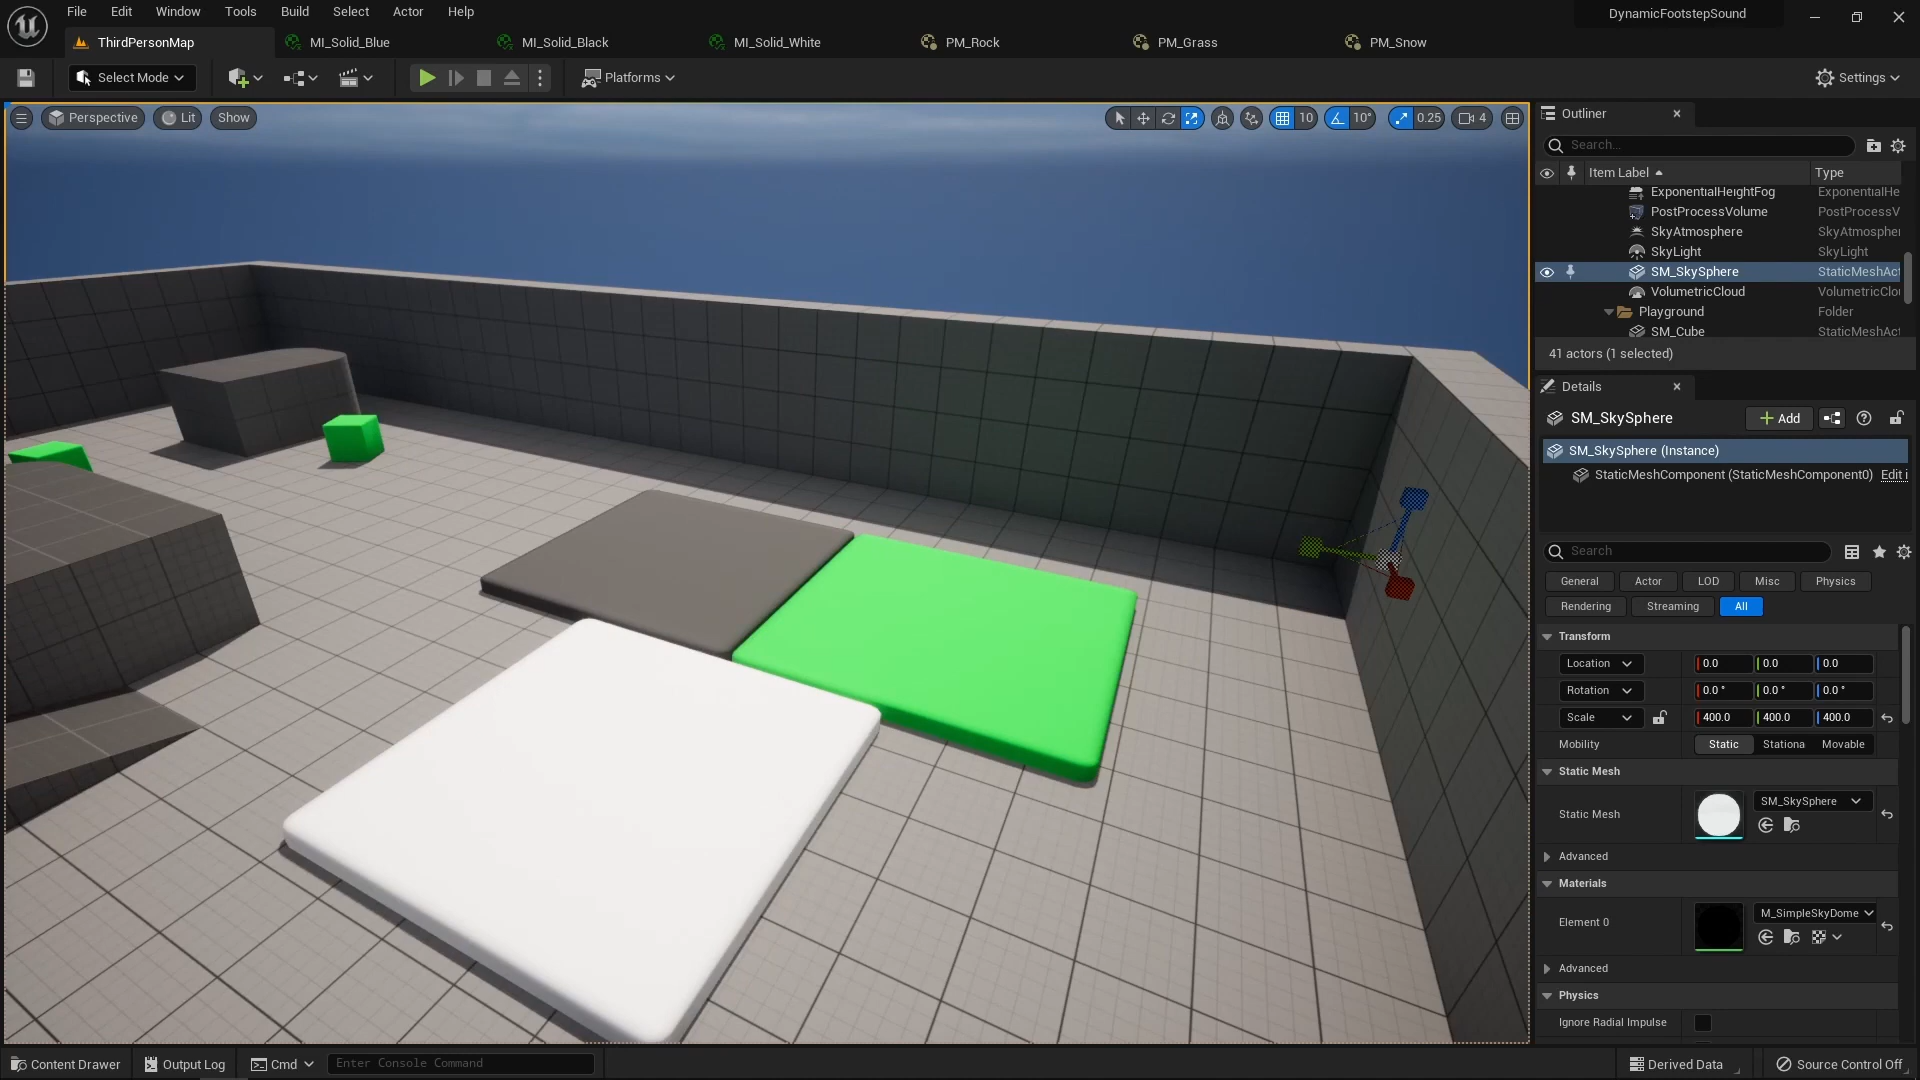 File Edit Window Tools Build Select Actor Help
DynamicFootstepSound
ThirdPersonMap MI_Solid_Blue MI_Solid_Black MI_Solid_White PM_Rock PM_Grass PM_Snow
Select Mode Platforms Settings
Perspective Lit Show 10 10° 0.25 4
Outliner
Search...
Item Label Type
ExponentialHeightFog ExponentialHe
PostProcessVolume PostProcessV
SkyAtmosphere SkyAtmospher
SkyLight SkyLight
SM_SkySphere StaticMeshAct
VolumetricCloud VolumetricClou
Playground Folder
SM_Cube StaticMeshAct
41 actors (1 selected)
Details
SM_SkySphere Add
SM_SkySphere (Instance)
StaticMeshComponent (StaticMeshComponent0) Edit i
Search
General Actor LOD Misc Physics
Rendering Streaming All
Transform
Location 0.0 0.0 0.0
Rotation 0.0 ° 0.0 ° 0.0 °
Scale 400.0 400.0 400.0
Mobility Static Stationa Movable
Static Mesh
Static Mesh SM_SkySphere
Advanced
Materials
Element 0 M_SimpleSkyDome
Advanced
Physics
Ignore Radial Impulse
Content Drawer Output Log Cmd Enter Console Command Derived Data Source Control Off